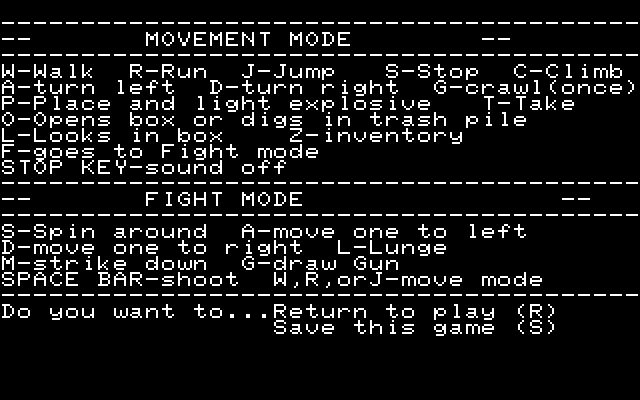 ----------------------------------------
--       MOVEMENT MODE        --
----------------------------------------
W-Walk  R-Run  J-Jump   S-Stop  C-Climb
A-turn left  D-turn right  G-crawl(once)
P-Place and light explosive   T-Take
O-Opens box or digs in trash pile
L-Looks in box    Z-inventory
F-goes to Fight mode
STOP KEY-sound off
----------------------------------------
--       FIGHT MODE                --
----------------------------------------
S-Spin around  A-move one to left
D-move one to right  L-Lunge
M-strike down  G-draw Gun
SPACE BAR-shoot  W,R,orJ-move mode
----------------------------------------
Do you want to...Return to play (R)
Save this game (S)